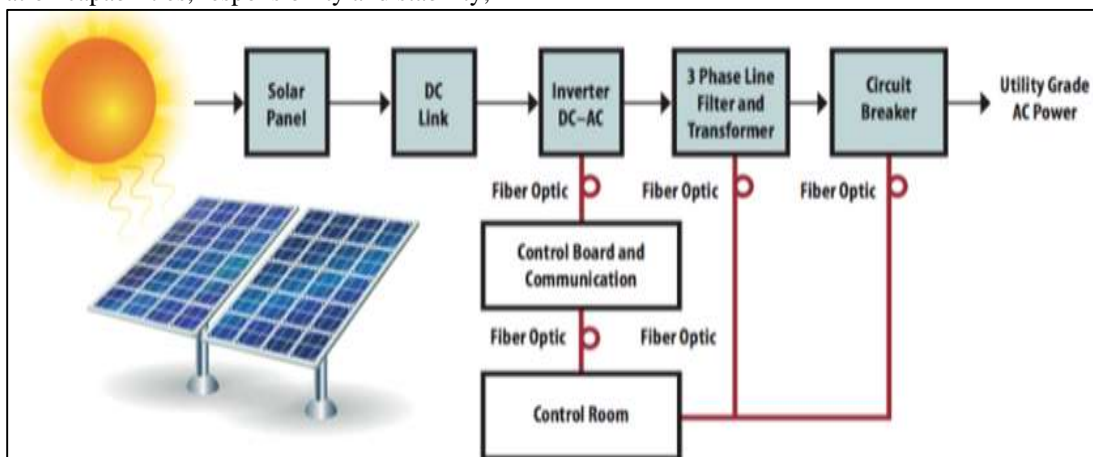 Solar
Panel
DC
Link
Inverter
DC–AC
3 Phase Line
Filter and
Transformer
Circuit
Breaker
Utility Grade
AC Power
Fiber Optic
Fiber Optic
Fiber Optic
Control Board and
Communication
Fiber Optic
Fiber Optic
Control Room